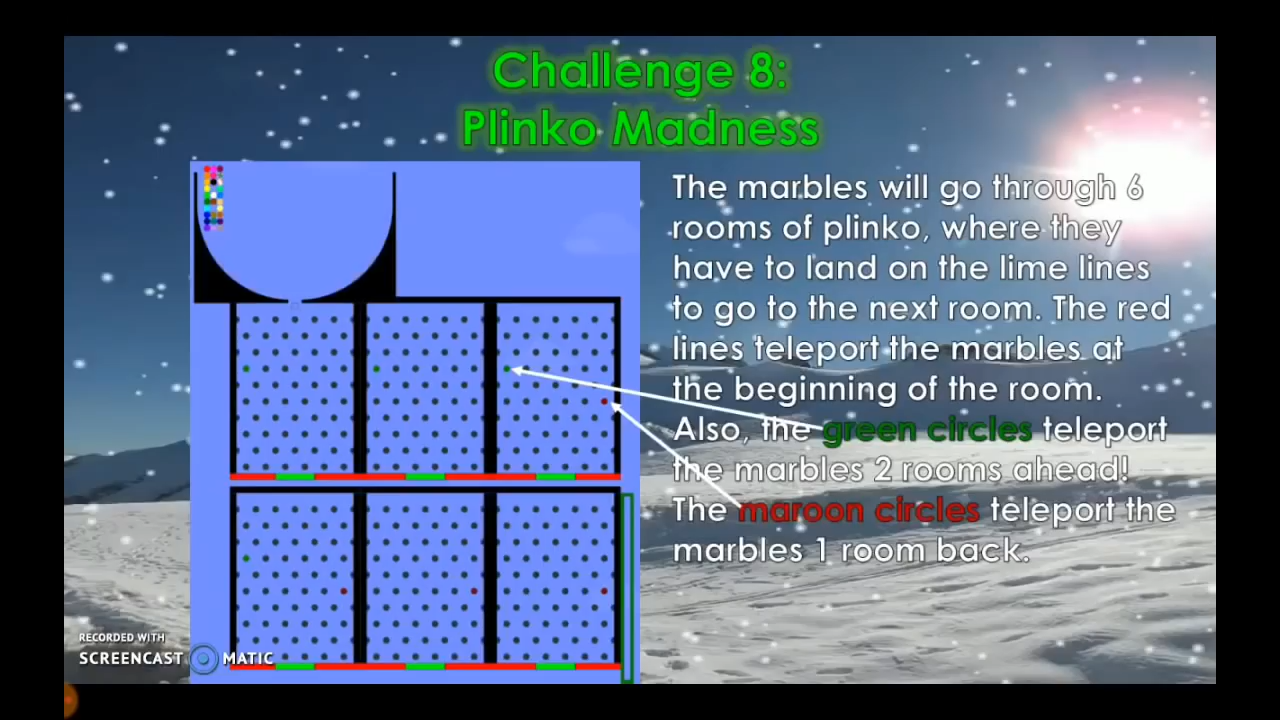 Challenge 8:
Plinko Madness
The marbles will go through 6
rooms of plinko, where they
have to land on the lime lines
to go to the next room. The red
lines teleport the marbles at
the beginning of the room.
Also, the green circles teleport
the marbles 2 rooms ahead!
The maroon circles teleport the
marbles 1 room back.
RECORDED WITH
SCREENCAST MATIC